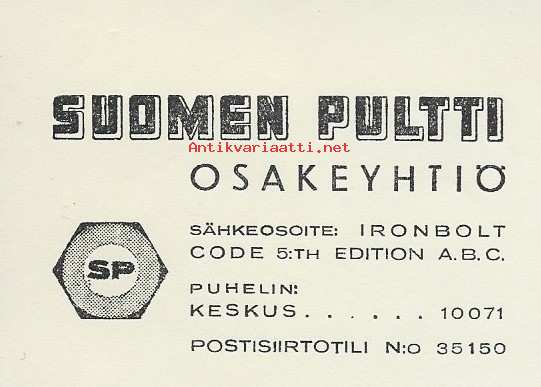 SUOMEN PULTTI
Antikvariaatti.net
OSAKEYHTIÖ
SÄHKEOSOITE: IRONBOLT
CODE 5:TH EDITION A.B.C.
SP
PUHELIN:
KESKUS...... 10071
POSTISIIRTOTILI N:O 35150